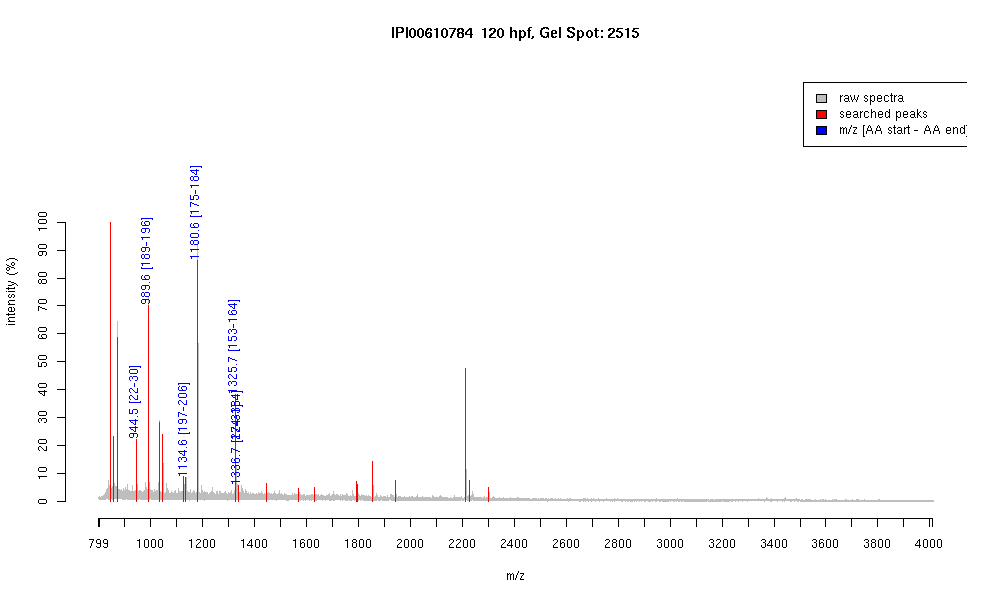 IPI00610784 120 hpf, Gel Spot: 2515
raw spectra
searched peaks
m/z [AA start - AA end]
intensity (%)
0 10 20 30 40 50 60 70 80 90 100
944.5 [22-30]
989.6 [189-196]
1134.6 [197-206]
1180.6 [175-184]
1325.7 [153-164]
1336.7
799 1000 1200 1400 1600 1800 2000 2200 2400 2600 2800 3000 3200 3400 3600 3800 4000
m/z